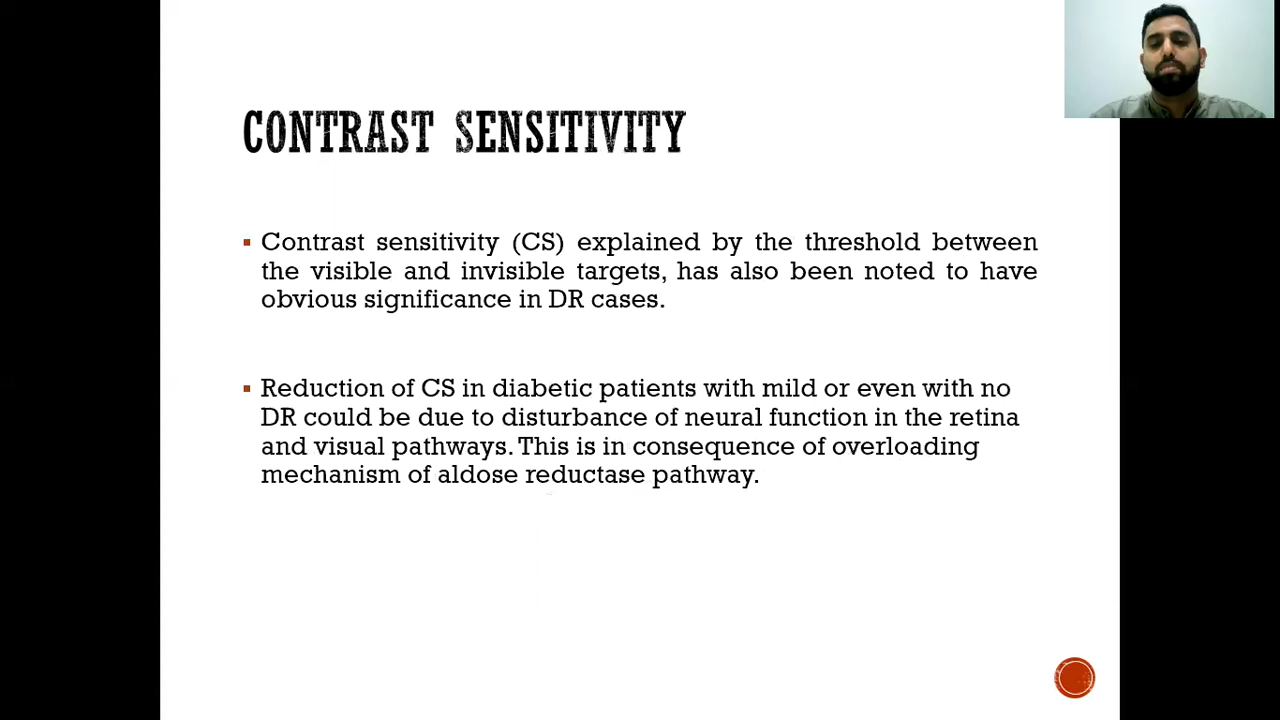 CONTRAST SENSITIVITY
Contrast sensitivity (CS) explained by the threshold between
the visible and invisible targets, has also been noted to have
obvious significance in DR cases.
Reduction of CS in diabetic patients with mild or even with no
DR could be due to disturbance of neural function in the retina
and visual pathways. This is in consequence of overloading
mechanism of aldose reductase pathway.